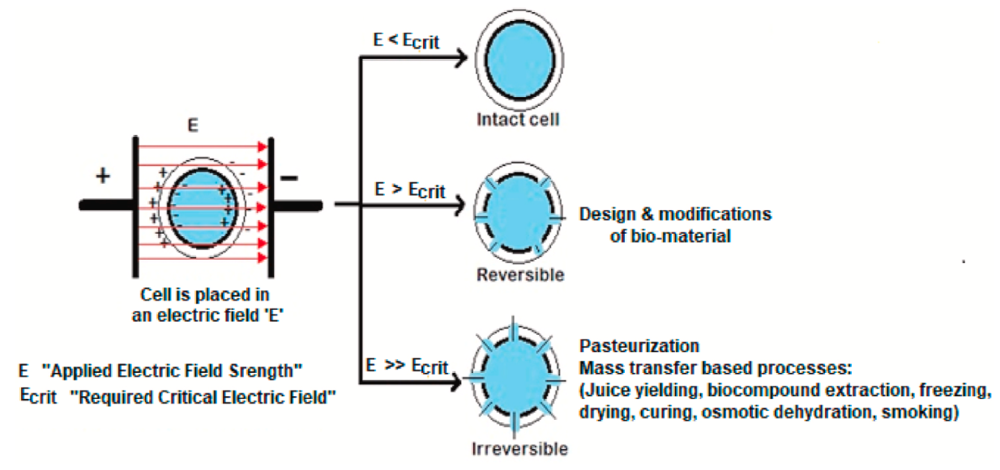 E < Ecrit
Intact cell
E
+
−
Cell is placed in
an electric field 'E'
E > Ecrit
Reversible
Design & modifications
of bio-material
E >> Ecrit
Irreversible
Pasteurization
Mass transfer based processes:
(Juice yielding, biocompound extraction, freezing,
drying, curing, osmotic dehydration, smoking)
E "Applied Electric Field Srength"
Ecrit "Required Critical Electric Field"